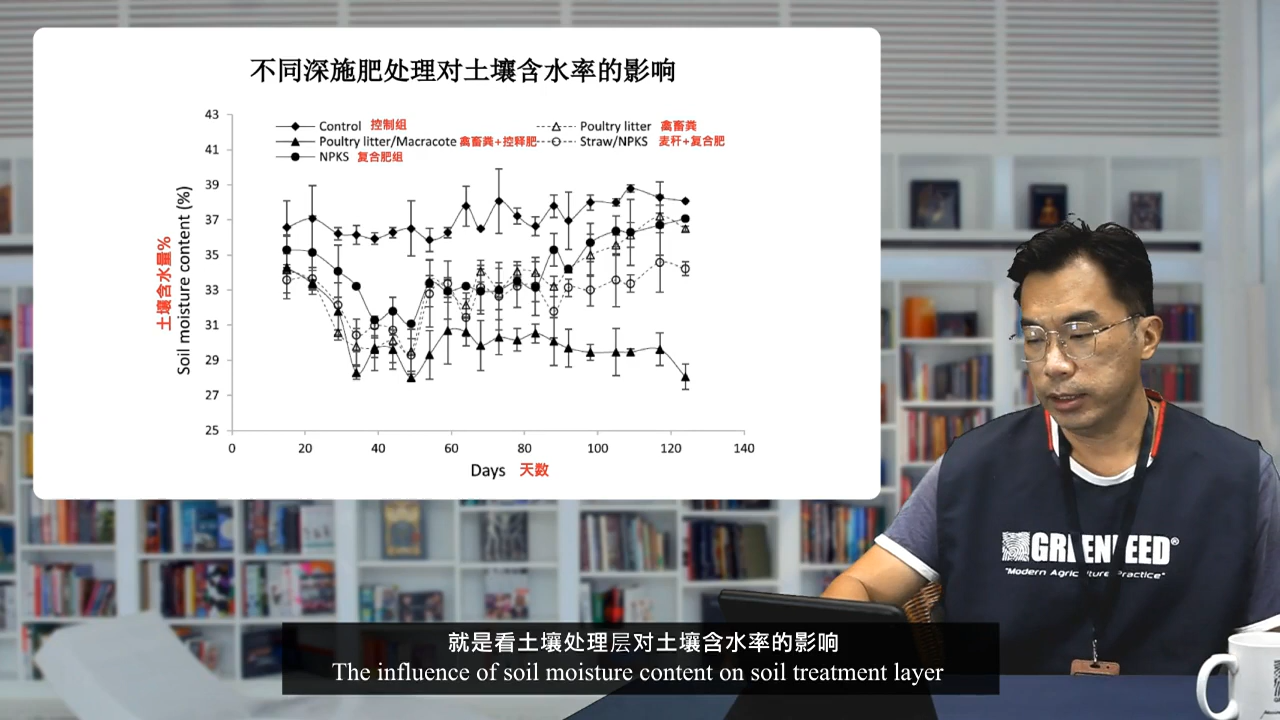 不同深施肥处理对土壤含水率的影响
43
41
39
37
35
33
31
29
27
25
土壤含水量%
Soil moisture content (%)
Control 控制组
Poultry litter 禽畜粪
Poultry litter/Macracote 禽畜粪+控释肥
Straw/NPKS 麦秆+复合肥
NPKS 复合肥组
0 20 40 60 80 100 120 140
Days 天数
"Modern Agric ture Practice"
就是看土壤处理层对土壤含水率的影响
The influence of soil moisture content on soil treatment layer